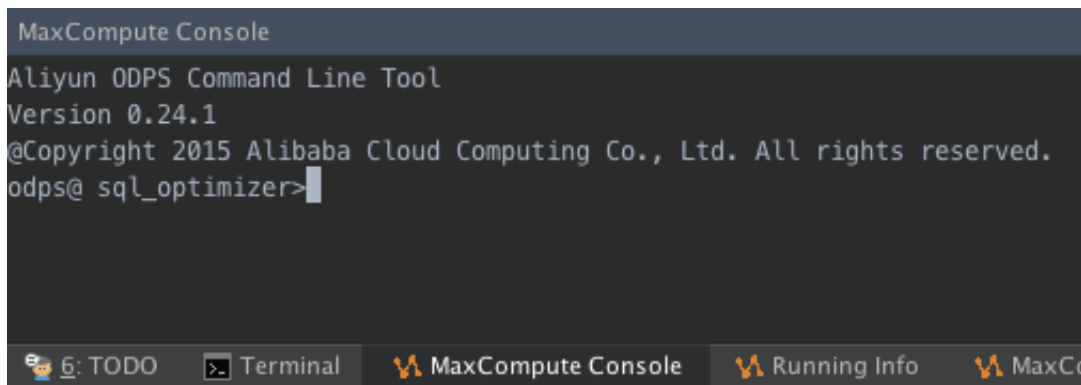 MaxCompute Console
Aliyun ODPS Command Line Tool
Version 0.24.1
@Copyright 2015 Alibaba Cloud Computing Co., Ltd. All rights reserved.
odps@ sql_optimizer>
6: TODO Terminal MaxCompute Console Running Info